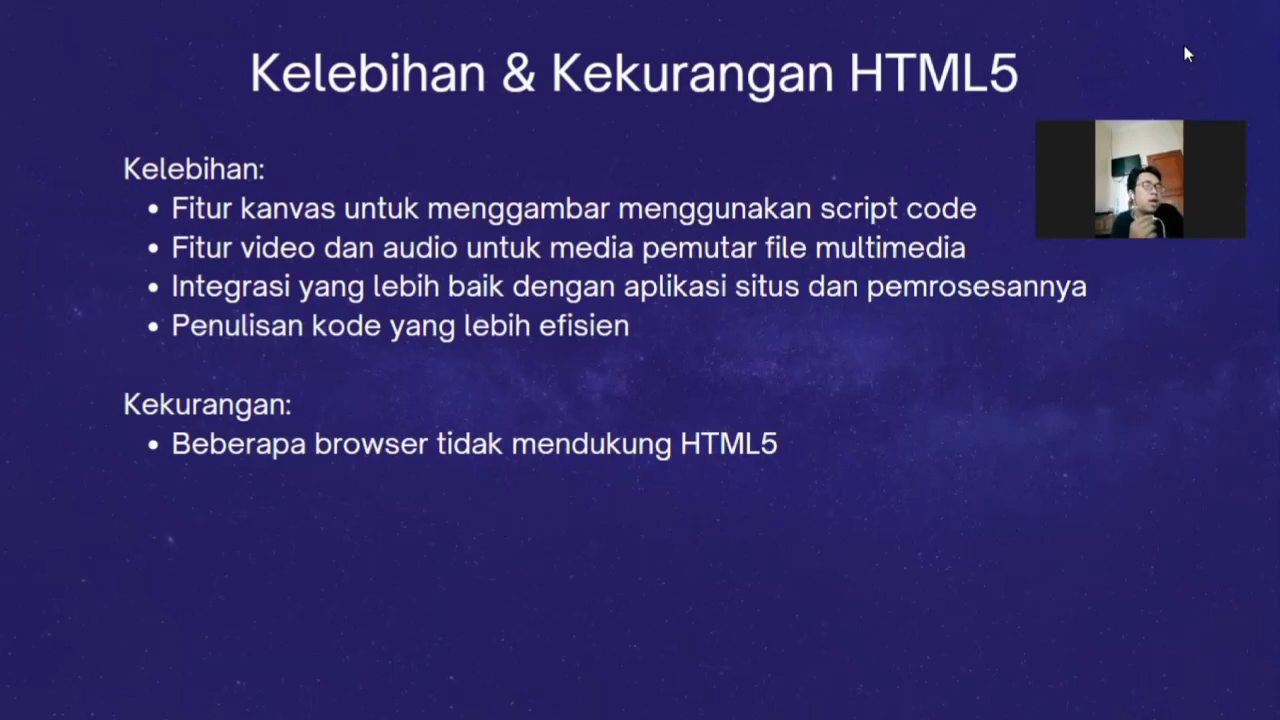 Kelebihan & Kekurangan HTML5
Kelebihan:
• Fitur kanvas untuk menggambar menggunakan script code
• Fitur video dan audio untuk media pemutar file multimedia
• Integrasi yang lebih baik dengan aplikasi situs dan pemrosesannya
• Penulisan kode yang lebih efisien
Kekurangan:
• Beberapa browser tidak mendukung HTML5